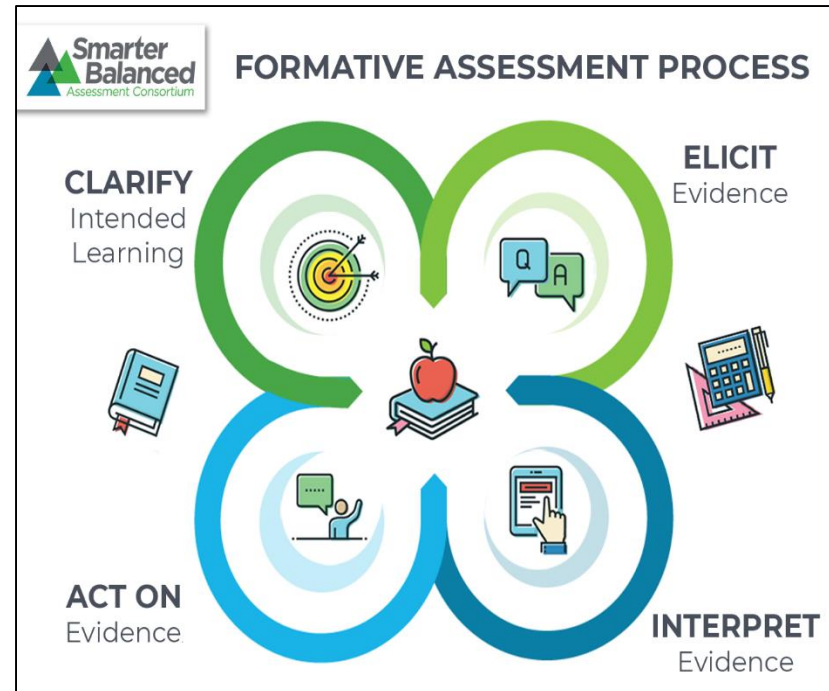 Smarter
Balanced
Assessment Consortium
FORMATIVE ASSESSMENT PROCESS
CLARIFY
Intended
Learning
ELICIT
Evidence
Q
A
ACT ON
Evidence
INTERPRET
Evidence